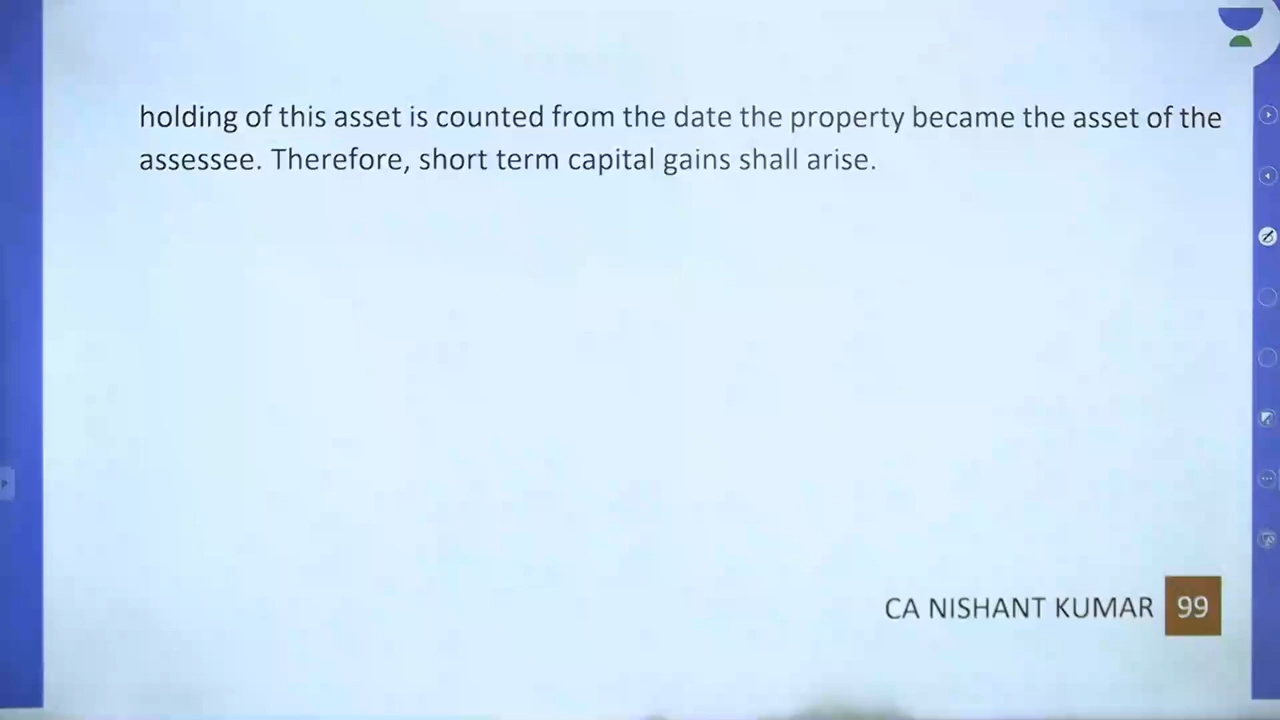 holding of this asset is counted from the date the property became the asset of the
assessee. Therefore, short term capital gains shall arise.
CA NISHANT KUMAR 99